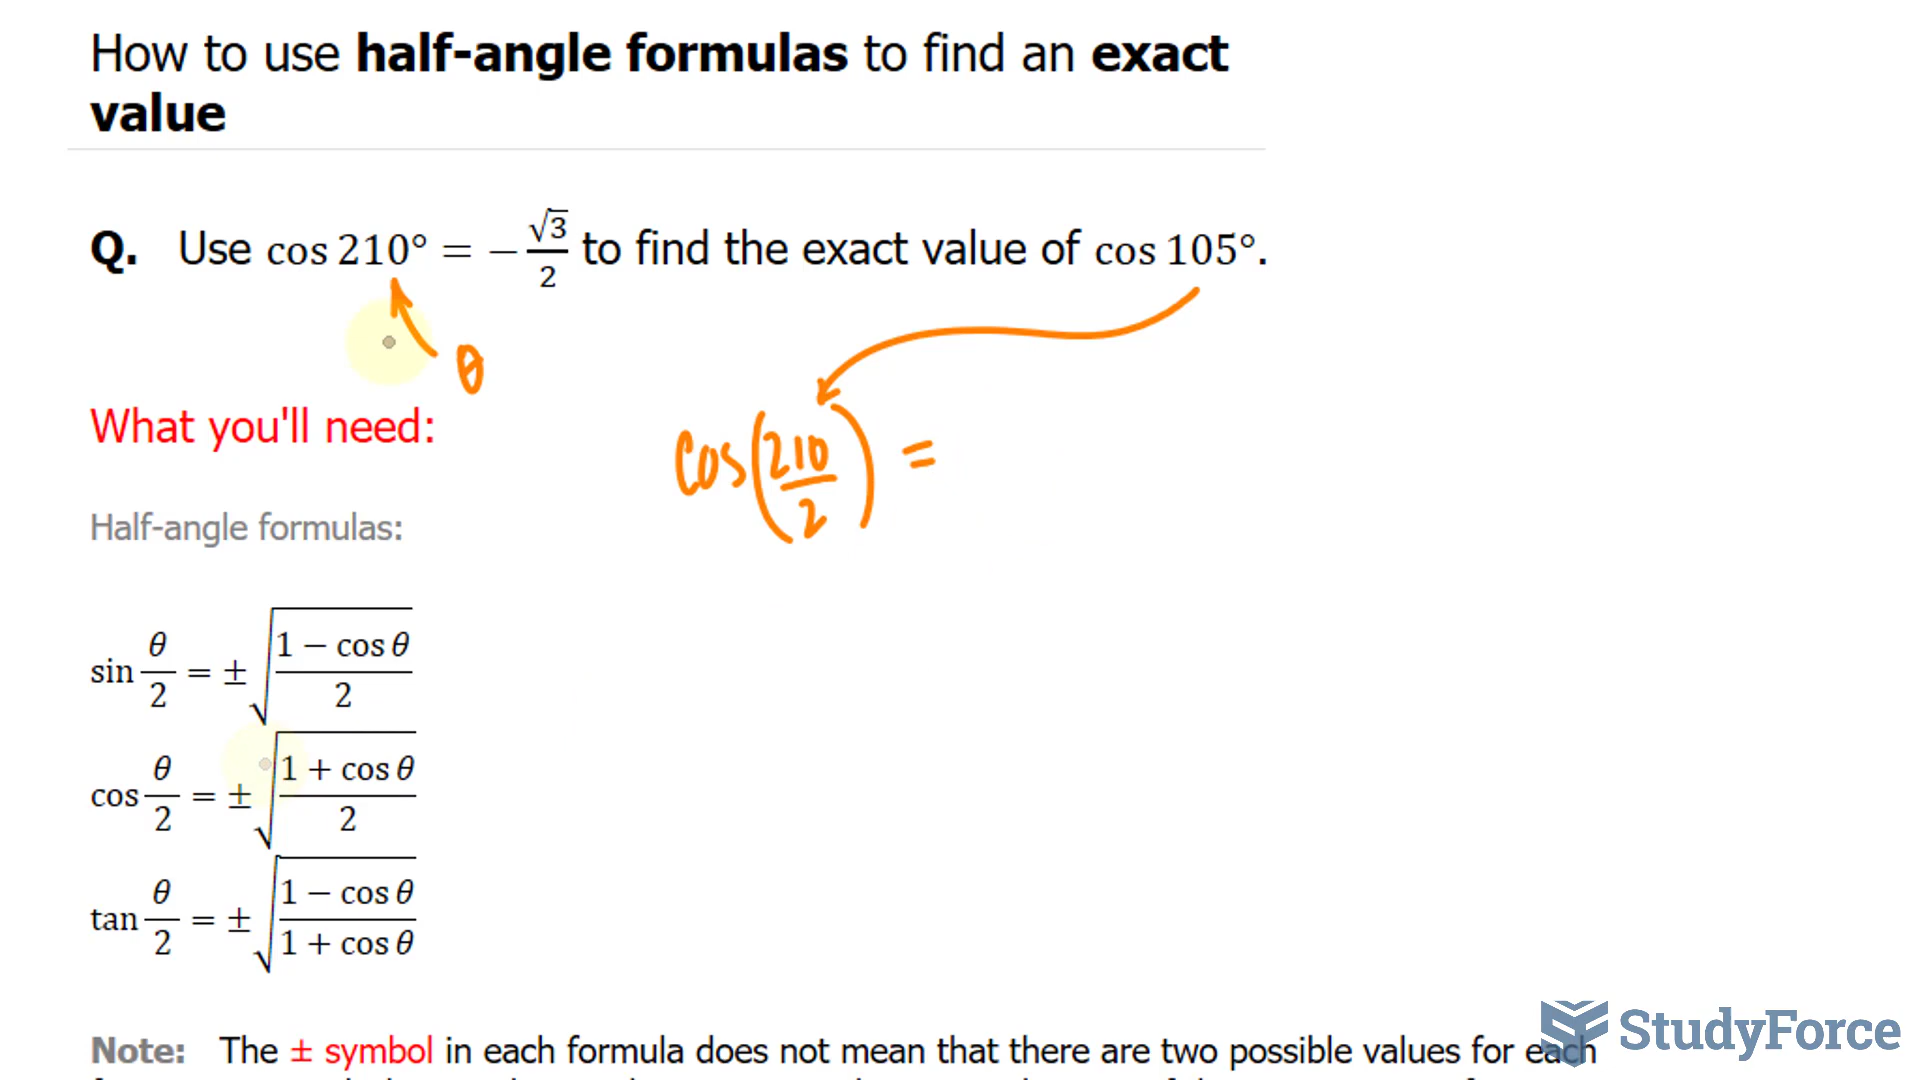 How to use half-angle formulas to find an exact
value
Q. Use cos 210° = −√3/2 to find the exact value of cos 105°.
θ
What you'll need:
cos(210/2) =
Half-angle formulas:
sin θ/2 = ±√((1 − cos θ)/2)
cos θ/2 = ±√((1 + cos θ)/2)
tan θ/2 = ±√((1 − cos θ)/(1 + cos θ))
Note: The ± symbol in each formula does not mean that there are two possible values for each
StudyForce